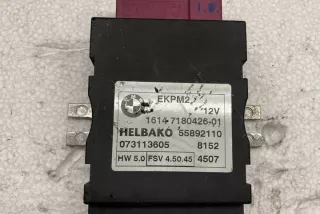 EKPM2
12V
1614 7180426-01
HELBAKO 55892110
073113605 8152
HW 5.0 FSV 4.50.45 4507